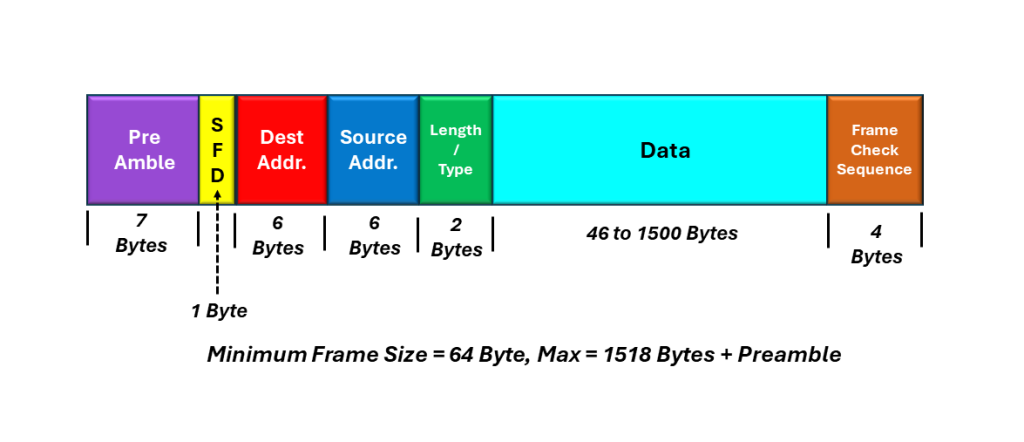 Pre
Amble
S
F
D
Dest
Addr.
Source
Addr.
Length
/
Type
Data
Frame
Check
Sequence
7
Bytes
6
Bytes
6
Bytes
2
Bytes
46 to 1500 Bytes
4
Bytes
1 Byte
Minimum Frame Size = 64 Byte, Max = 1518 Bytes + Preamble